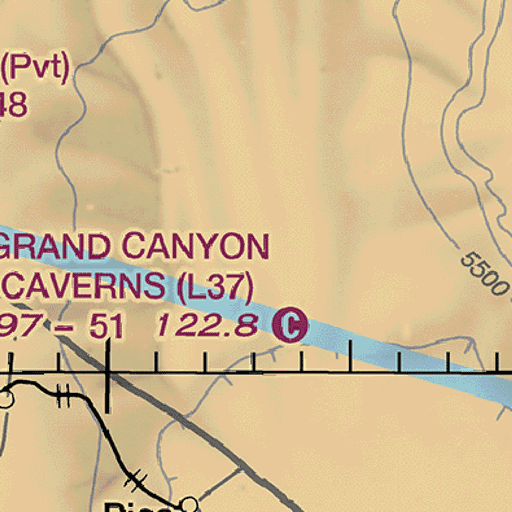 (Pvt)
48
GRAND CANYON
CAVERNS (L37)
97 - 51 122.8 C
5500